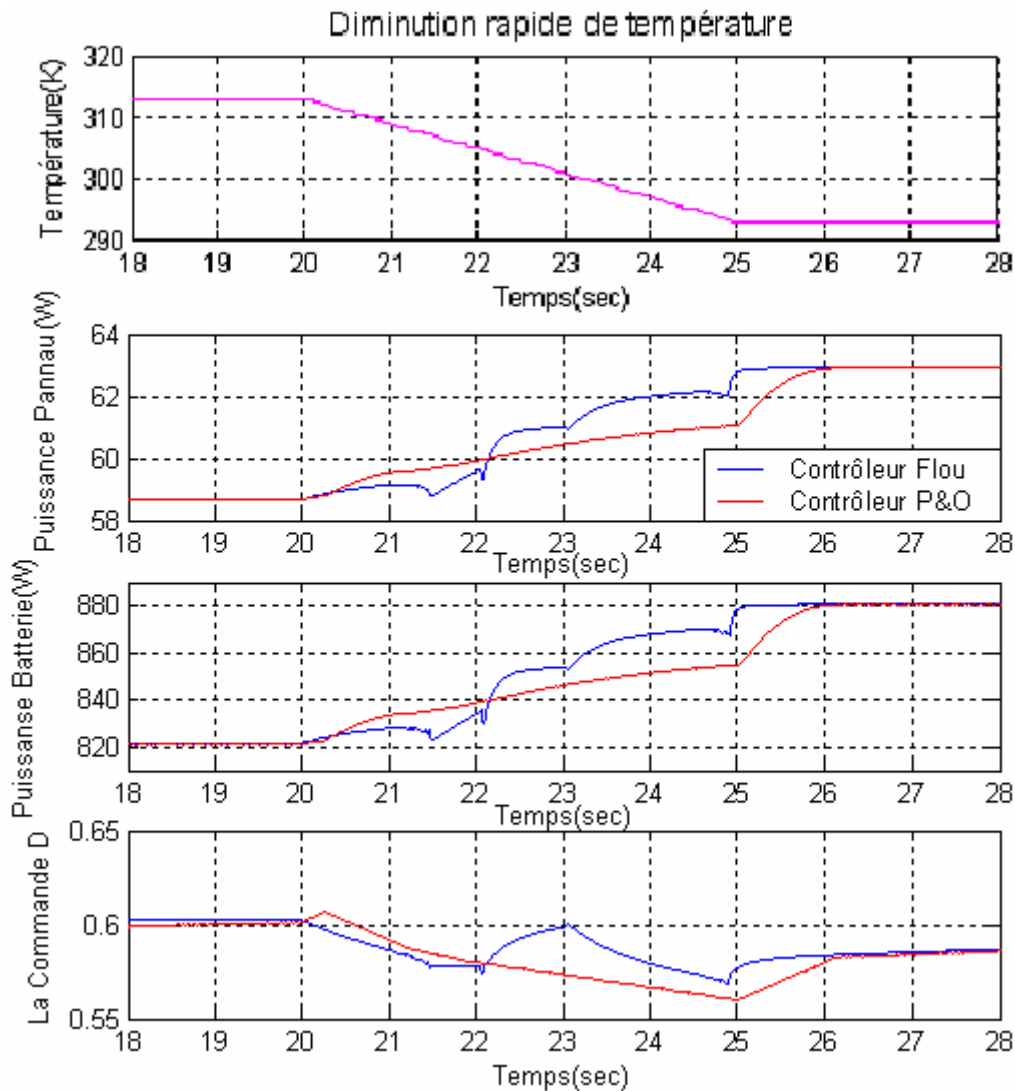 Diminution rapide de température
Température(K)
320
310
300
290
18 19 20 21 22 23 24 25 26 27 28
Temps(sec)
Puissance Pannau (W)
64
62
60
58
Contrôleur Flou
Contrôleur P&O
18 19 20 21 22 23 24 25 26 27 28
Temps(sec)
Puissanse Batterie(W)
880
860
840
820
18 19 20 21 22 23 24 25 26 27 28
Temps(sec)
La Commande D
0.65
0.6
0.55
18 19 20 21 22 23 24 25 26 27 28
Temps(sec)